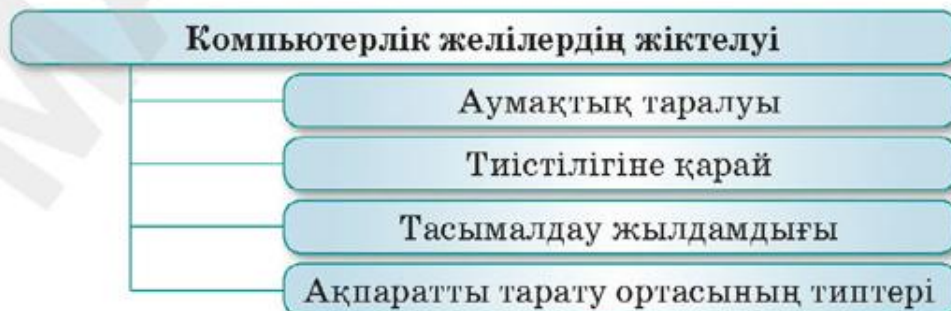 Компьютерлік желілердің жіктелуі
Аумақтық таралуы
Тиістілігіне қарай
Тасымалдау жылдамдығы
Ақпаратты тарату ортасының типтері